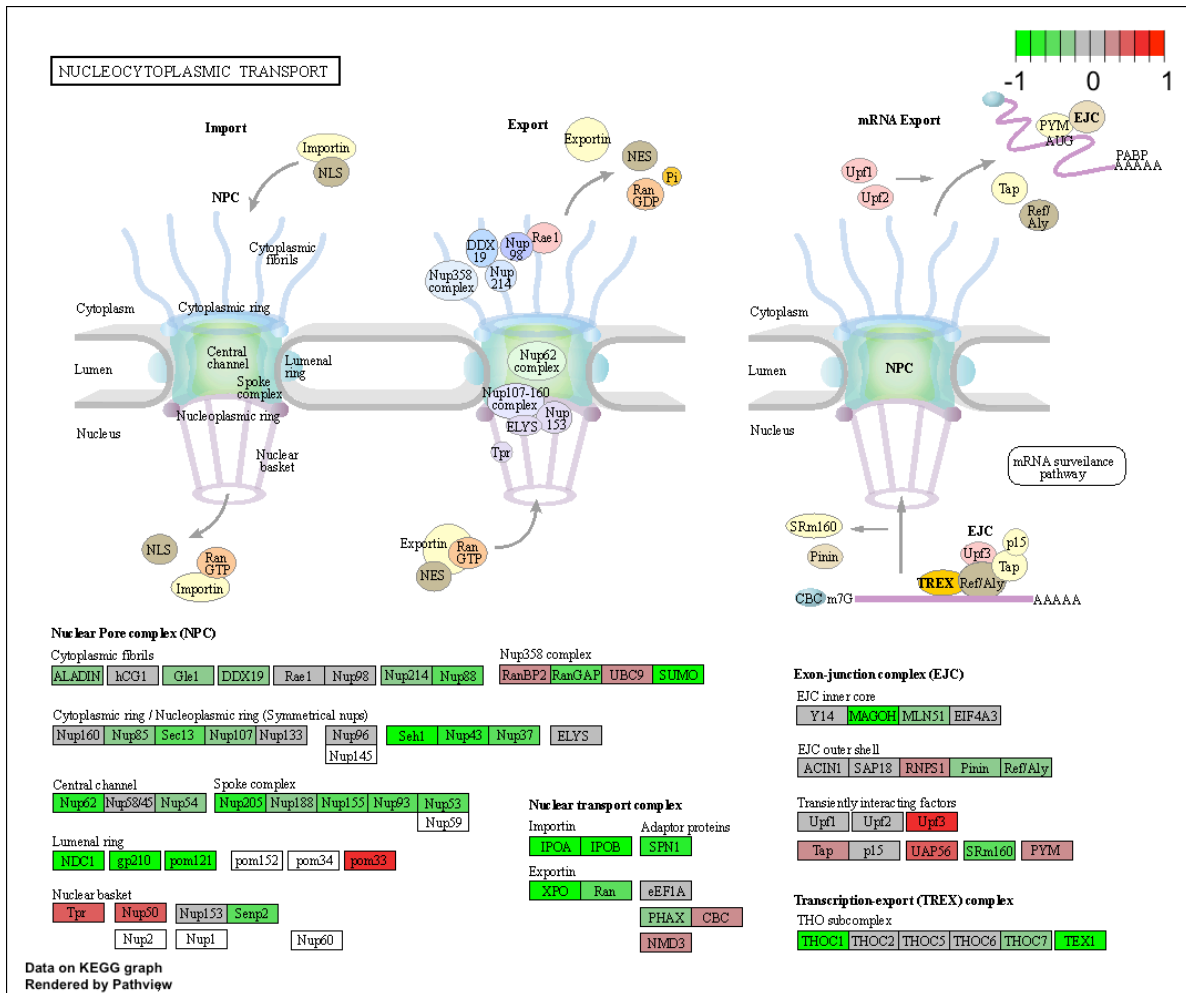 NUCLEOCYTOPLASMIC TRANSPORT
-1 0 1
Import
Importin
NLS
NPC
Cytoplasmic
fibrils
Cytoplasm
Cytoplasmic ring
Central
channel
Lumenal
ring
Lumen
Spoke
complex
Nucleoplasmic ring
Nucleus
Nuclear
basket
NLS
Ran
GTP
Importin
Export
Exportin
NES
Pi
Ran
GDP
DDX
19
Nup
98
Rae1
Nup358
complex
Nup
214
Nup62
complex
Nup107-160
complex
Nup
153
ELYS
Tpr
Exportin
Ran
GTP
NES
mRNA Export
PYM
EJC
AUG
PABP
AAAAA
Upf1
Upf2
Tap
Ref/
Aly
Cytoplasm
Lumen
NPC
Nucleus
mRNA surveilance
pathway
SRm160
Pinin
EJC
p15
Upf3
Tap
TREX
Ref/Aly
CBC m7G
AAAAA
Nuclear Pore complex (NPC)
Cytoplasmic fibrils
ALADIN hCG1 Gle1 DDX19 Rae1 Nup98 Nup214 Nup88
Nup358 complex
RanBP2 RanGAP UBC9 SUMO
Cytoplasmic ring / Nucleoplasmic ring (Symmetrical nups)
Nup160 Nup85 Sec13 Nup107 Nup133 Nup96 Seh1 Nup43 Nup37 ELYS
Nup145
Central channel
Nup62 Nup58/45 Nup54
Spoke complex
Nup205 Nup188 Nup155 Nup93 Nup53
Nup59
Lumenal ring
NDC1 gp210 pom121 pom152 pom34 pom33
Nuclear basket
Tpr Nup50 Nup153 Senp2
Nup2 Nup1 Nup60
Nuclear transport complex
Importin
IPOA IPOB
Adaptor proteins
SPN1
Exportin
XPO Ran
eEF1A
PHAX CBC
NMD3
Exon-junction complex (EJC)
EJC inner core
Y14 MAGOH MLN51 EIF4A3
EJC outer shell
ACIN1 SAP18 RNPS1 Pinin Ref/Aly
Transiently interacting factors
Upf1 Upf2 Upf3
Tap p15 UAP56 SRm160 PYM
Transcription-export (TREX) complex
THO subcomplex
THOC1 THOC2 THOC5 THOC6 THOC7 TEX1
Data on KEGG graph
Rendered by Pathview